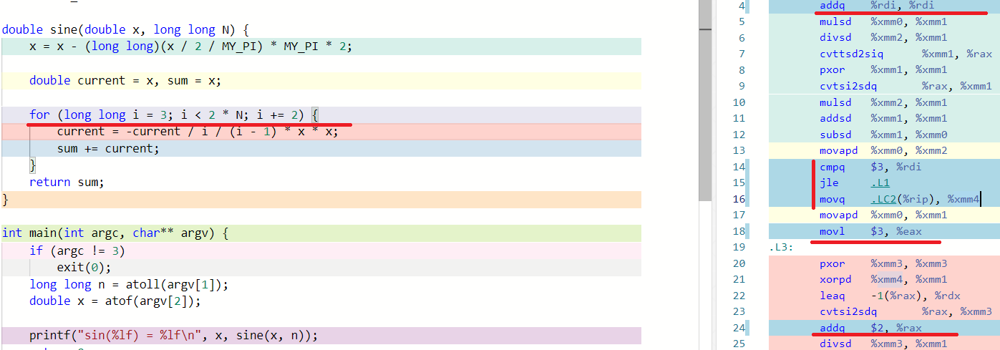 double sine(double x, long long N) {
x = x - (long long)(x / 2 / MY_PI) * MY_PI * 2;
double current = x, sum = x;
for (long long i = 3; i < 2 * N; i += 2) {
current = -current / i / (i - 1) * x * x;
sum += current;
}
return sum;
}
int main(int argc, char** argv) {
if (argc != 3)
exit(0);
long long n = atoll(argv[1]);
double x = atof(argv[2]);
printf("sin(%lf) = %lf\n", x, sine(x, n));
4 addq %rdi, %rdi
5 mulsd %xmm0, %xmm1
6 divsd %xmm2, %xmm1
7 cvttsd2siq %xmm1, %rax
8 pxor %xmm1, %xmm1
9 cvtsi2sdq %rax, %xmm1
10 mulsd %xmm2, %xmm1
11 addsd %xmm1, %xmm1
12 subsd %xmm1, %xmm0
13 movapd %xmm0, %xmm2
14 cmpq $3, %rdi
15 jle .L1
16 movq .LC2(%rip), %xmm4
17 movapd %xmm0, %xmm1
18 movl $3, %eax
19 .L3:
20 pxor %xmm3, %xmm3
21 xorpd %xmm4, %xmm1
22 leaq -1(%rax), %rdx
23 cvtsi2sdq %rax, %xmm3
24 addq $2, %rax
25 divsd %xmm3, %xmm1